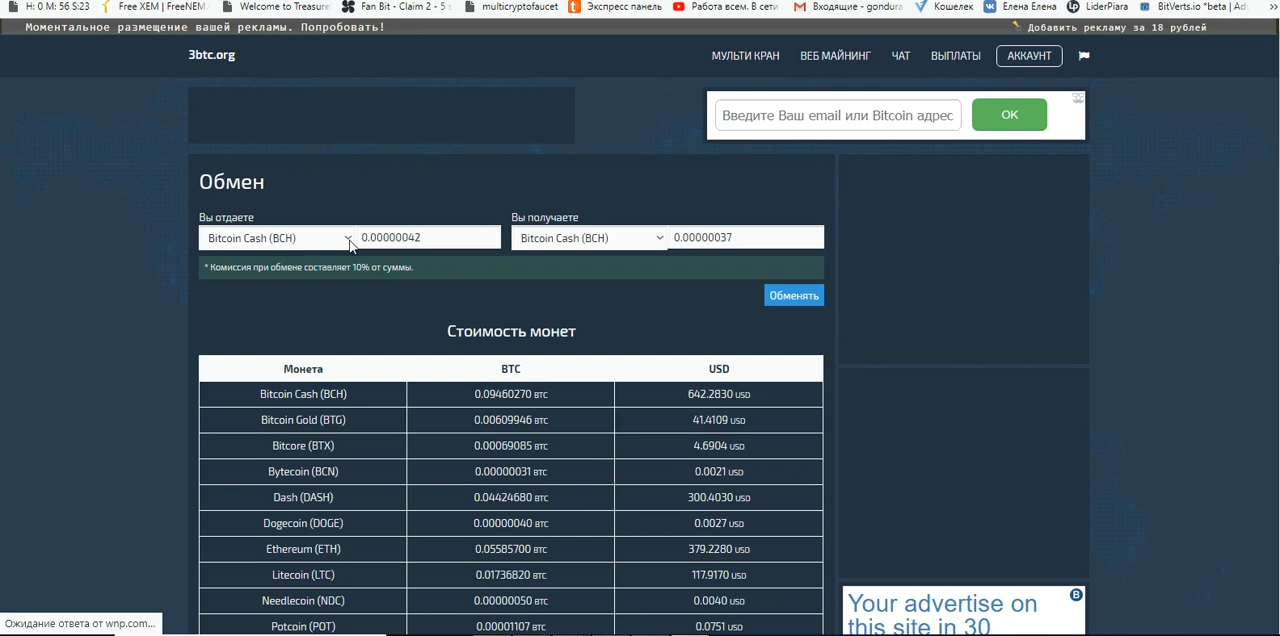 H: 0 M: 56 S:23
Free XEM | FreeNEM.
Welcome to Treasure
Fan Bit - Claim 2 - 5 s
multicryptofaucet
Экспресс панель
Работа всем. В сети
Входящие - gondura
Кошелек
Елена Елена
LiderPiara
BitVerts.io *beta | Ad
Моментальное размещение вашей рекламы. Попробовать!
Добавить рекламу за 18 рублей
3btc.org
МУЛЬТИ КРАН
ВЕБ МАЙНИНГ
ЧАТ
ВЫПЛАТЫ
АККАУНТ
Введите Ваш email или Bitcoin адрес
OK
Обмен
Вы отдаете
Вы получаете
Bitcoin Cash (BCH)
0.00000042
Bitcoin Cash (BCH)
0.00000037
* Комиссия при обмене составляет 10% от суммы.
Обменять
Стоимость монет
Монета BTC USD
Bitcoin Cash (BCH) 0.09460270 BTC 642.2830 USD
Bitcoin Gold (BTG) 0.00609946 BTC 41.4109 USD
Bitcore (BTX) 0.00069085 BTC 4.6904 USD
Bytecoin (BCN) 0.00000031 BTC 0.0021 USD
Dash (DASH) 0.04424680 BTC 300.4030 USD
Dogecoin (DOGE) 0.00000040 BTC 0.0027 USD
Ethereum (ETH) 0.05585700 BTC 379.2280 USD
Litecoin (LTC) 0.01736820 BTC 117.9170 USD
Needlecoin (NDC) 0.00000050 BTC 0.0040 USD
Potcoin (POT) 0.00001107 BTC 0.0751 USD
Your advertise on
this site in 30
Ожидание ответа от wnp.com...